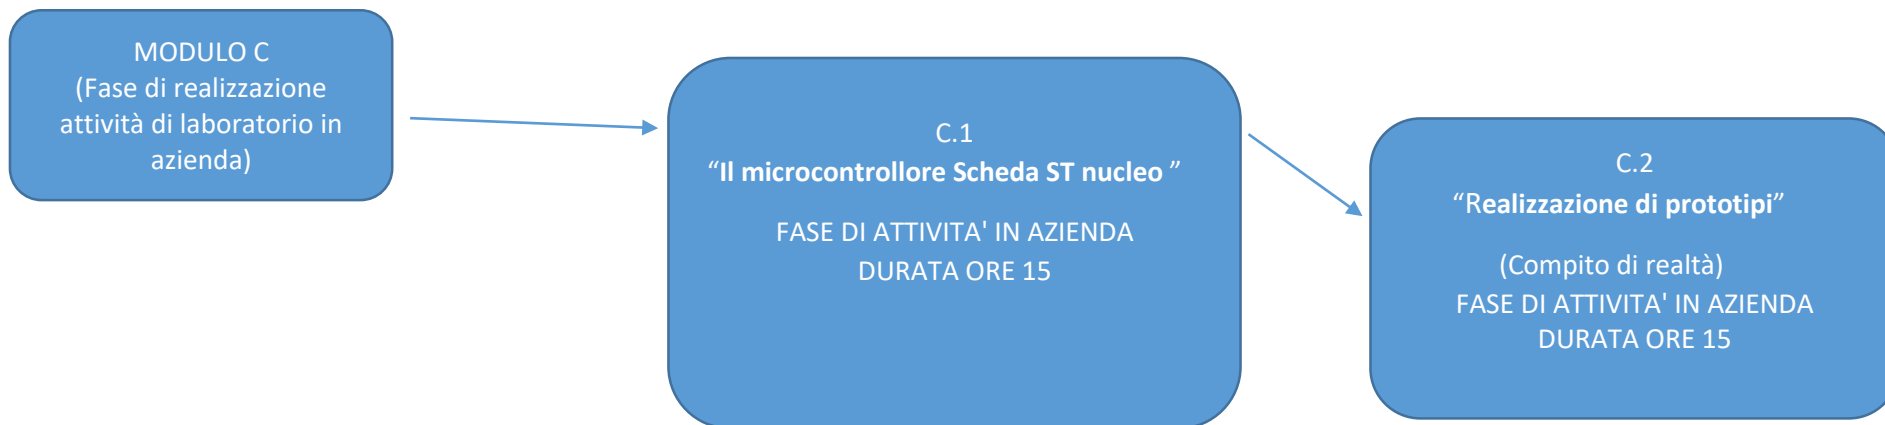 MODULO C
(Fase di realizzazione
attività di laboratorio in
azienda)
C.1
“Il microcontrollore Scheda ST nucleo ”
FASE DI ATTIVITA' IN AZIENDA
DURATA ORE 15
C.2
“Realizzazione di prototipi”
(Compito di realtà)
FASE DI ATTIVITA' IN AZIENDA
DURATA ORE 15